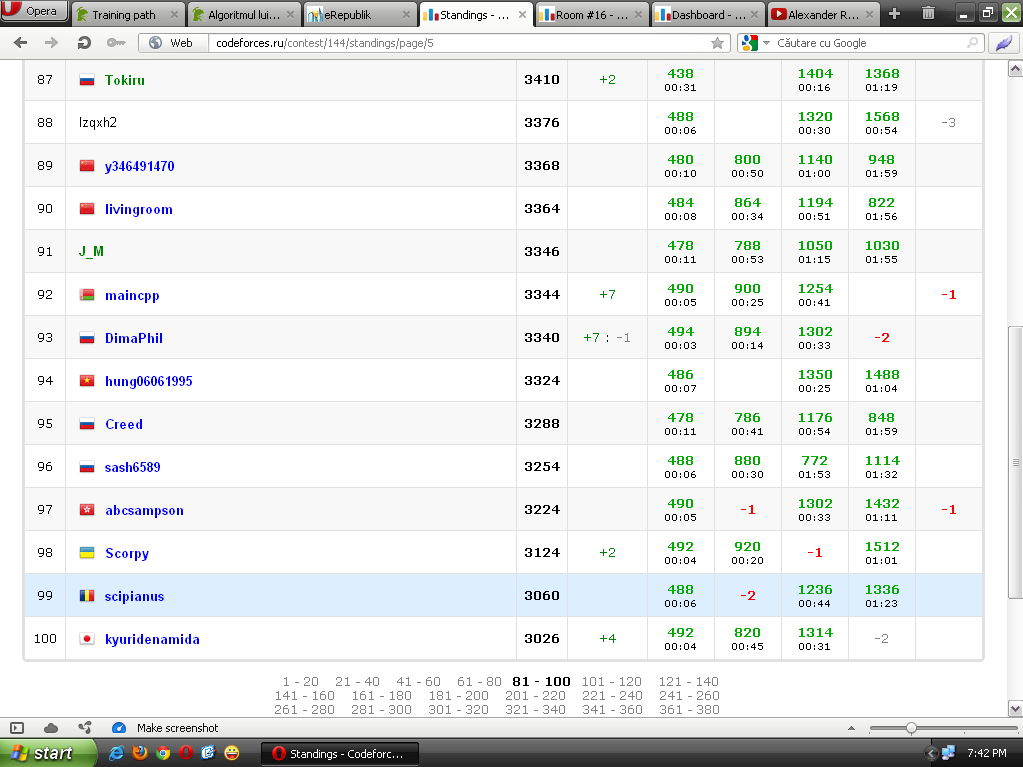 Opera Training path Algoritmul lui... eRepublik Standings - ... Room #16 - ... Dashboard - ... Alexander R...
Web codeforces.ru/contest/144/standings/page/5 Căutare cu Google
87 Tokiru 3410 +2 438 1404 1368
00:31 00:16 01:19
88 lzqxh2 3376 488 1320 1568 -3
00:06 00:30 00:54
89 y346491470 3368 480 800 1140 948
00:10 00:50 01:00 01:59
90 livingroom 3364 484 864 1194 822
00:08 00:34 00:51 01:56
91 J_M 3346 478 788 1050 1030
00:11 00:53 01:15 01:55
92 maincpp 3344 +7 490 900 1254 -1
00:05 00:25 00:41
93 DimaPhil 3340 +7 : -1 494 894 1302 -2
00:03 00:14 00:33
94 hung06061995 3324 486 1350 1488
00:07 00:25 01:04
95 Creed 3288 478 786 1176 848
00:11 00:41 00:54 01:59
96 sash6589 3254 488 880 772 1114
00:06 00:30 01:53 01:32
97 abcsampson 3224 490 -1 1302 1432 -1
00:05 00:33 01:11
98 Scorpy 3124 +2 492 920 -1 1512
00:04 00:20 01:01
99 scipianus 3060 488 -2 1236 1336
00:06 00:44 01:23
100 kyuridenamida 3026 +4 492 820 1314 -2
00:04 00:45 00:31
1 - 20 21 - 40 41 - 60 61 - 80 81 - 100 101 - 120 121 - 140
141 - 160 161 - 180 181 - 200 201 - 220 221 - 240 241 - 260
261 - 280 281 - 300 301 - 320 321 - 340 341 - 360 361 - 380
Make screenshot
start Standings - Codeforc... 7:42 PM